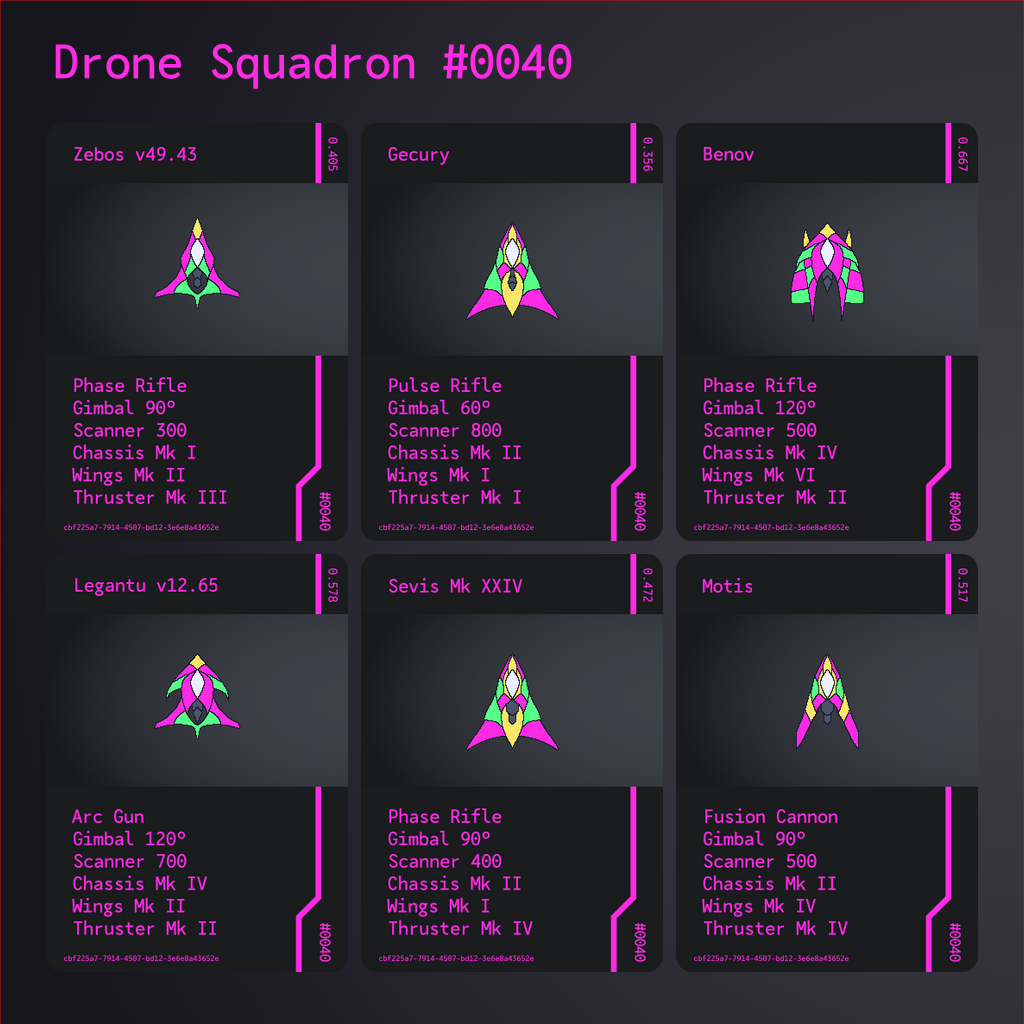 Drone Squadron #0040
Zebos v49.43
0.405
Phase Rifle
Gimbal 90°
Scanner 300
Chassis Mk I
Wings Mk II
Thruster Mk III
#0040
cbf225a7-7914-4507-bd12-3e6e8a43652e
Gecury
0.356
Pulse Rifle
Gimbal 60°
Scanner 800
Chassis Mk II
Wings Mk I
Thruster Mk I
#0040
cbf225a7-7914-4507-bd12-3e6e8a43652e
Benov
0.667
Phase Rifle
Gimbal 120°
Scanner 500
Chassis Mk IV
Wings Mk VI
Thruster Mk II
#0040
cbf225a7-7914-4507-bd12-3e6e8a43652e
Legantu v12.65
0.578
Arc Gun
Gimbal 120°
Scanner 700
Chassis Mk IV
Wings Mk II
Thruster Mk II
#0040
cbf225a7-7914-4507-bd12-3e6e8a43652e
Sevis Mk XXIV
0.472
Phase Rifle
Gimbal 90°
Scanner 400
Chassis Mk II
Wings Mk I
Thruster Mk IV
#0040
cbf225a7-7914-4507-bd12-3e6e8a43652e
Motis
0.517
Fusion Cannon
Gimbal 90°
Scanner 500
Chassis Mk II
Wings Mk IV
Thruster Mk IV
#0040
cbf225a7-7914-4507-bd12-3e6e8a43652e